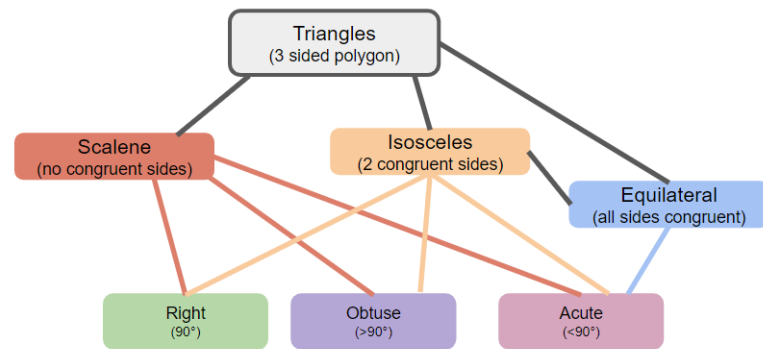 Triangles
(3 sided polygon)
Scalene
(no congruent sides)
Isosceles
(2 congruent sides)
Equilateral
(all sides congruent)
Right
(90°)
Obtuse
(>90°)
Acute
(<90°)